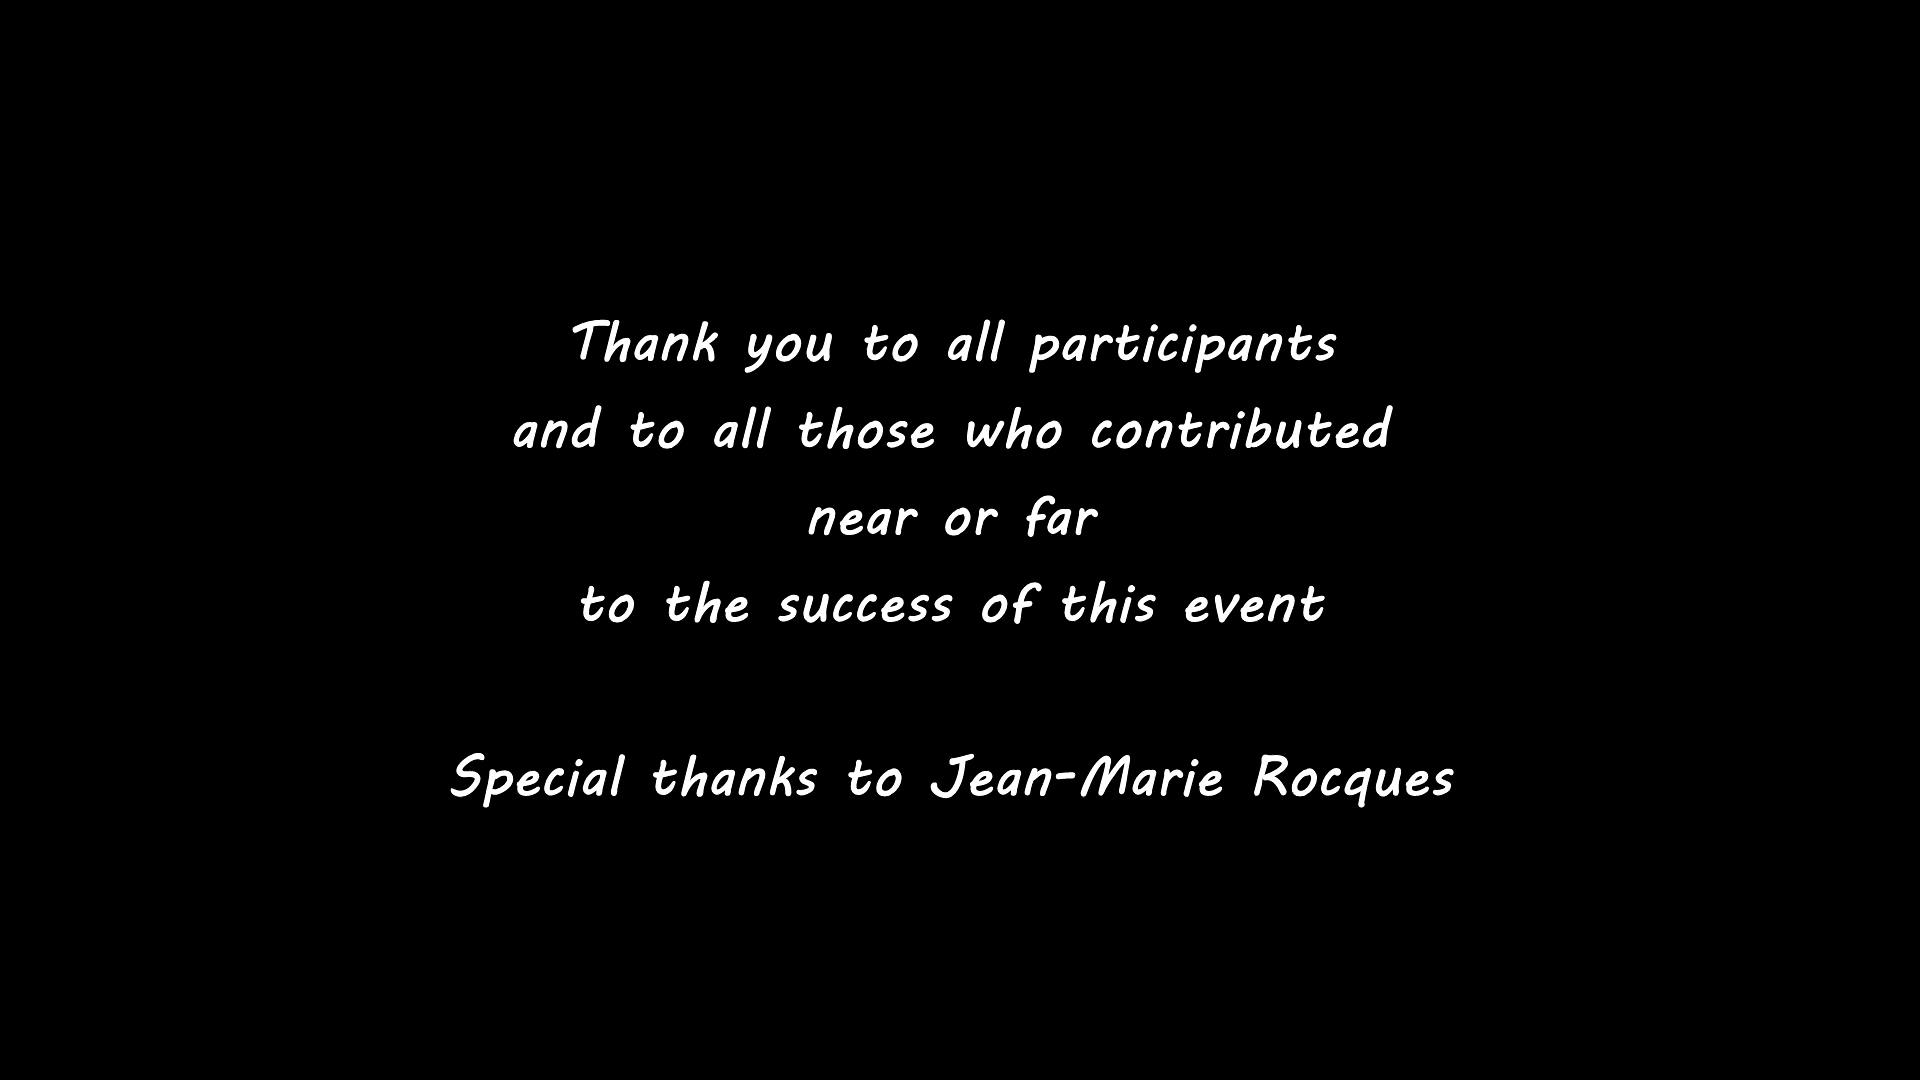 Thank you to all participants
and to all those who contributed
near or far
to the success of this event
Special thanks to Jean-Marie Rocques